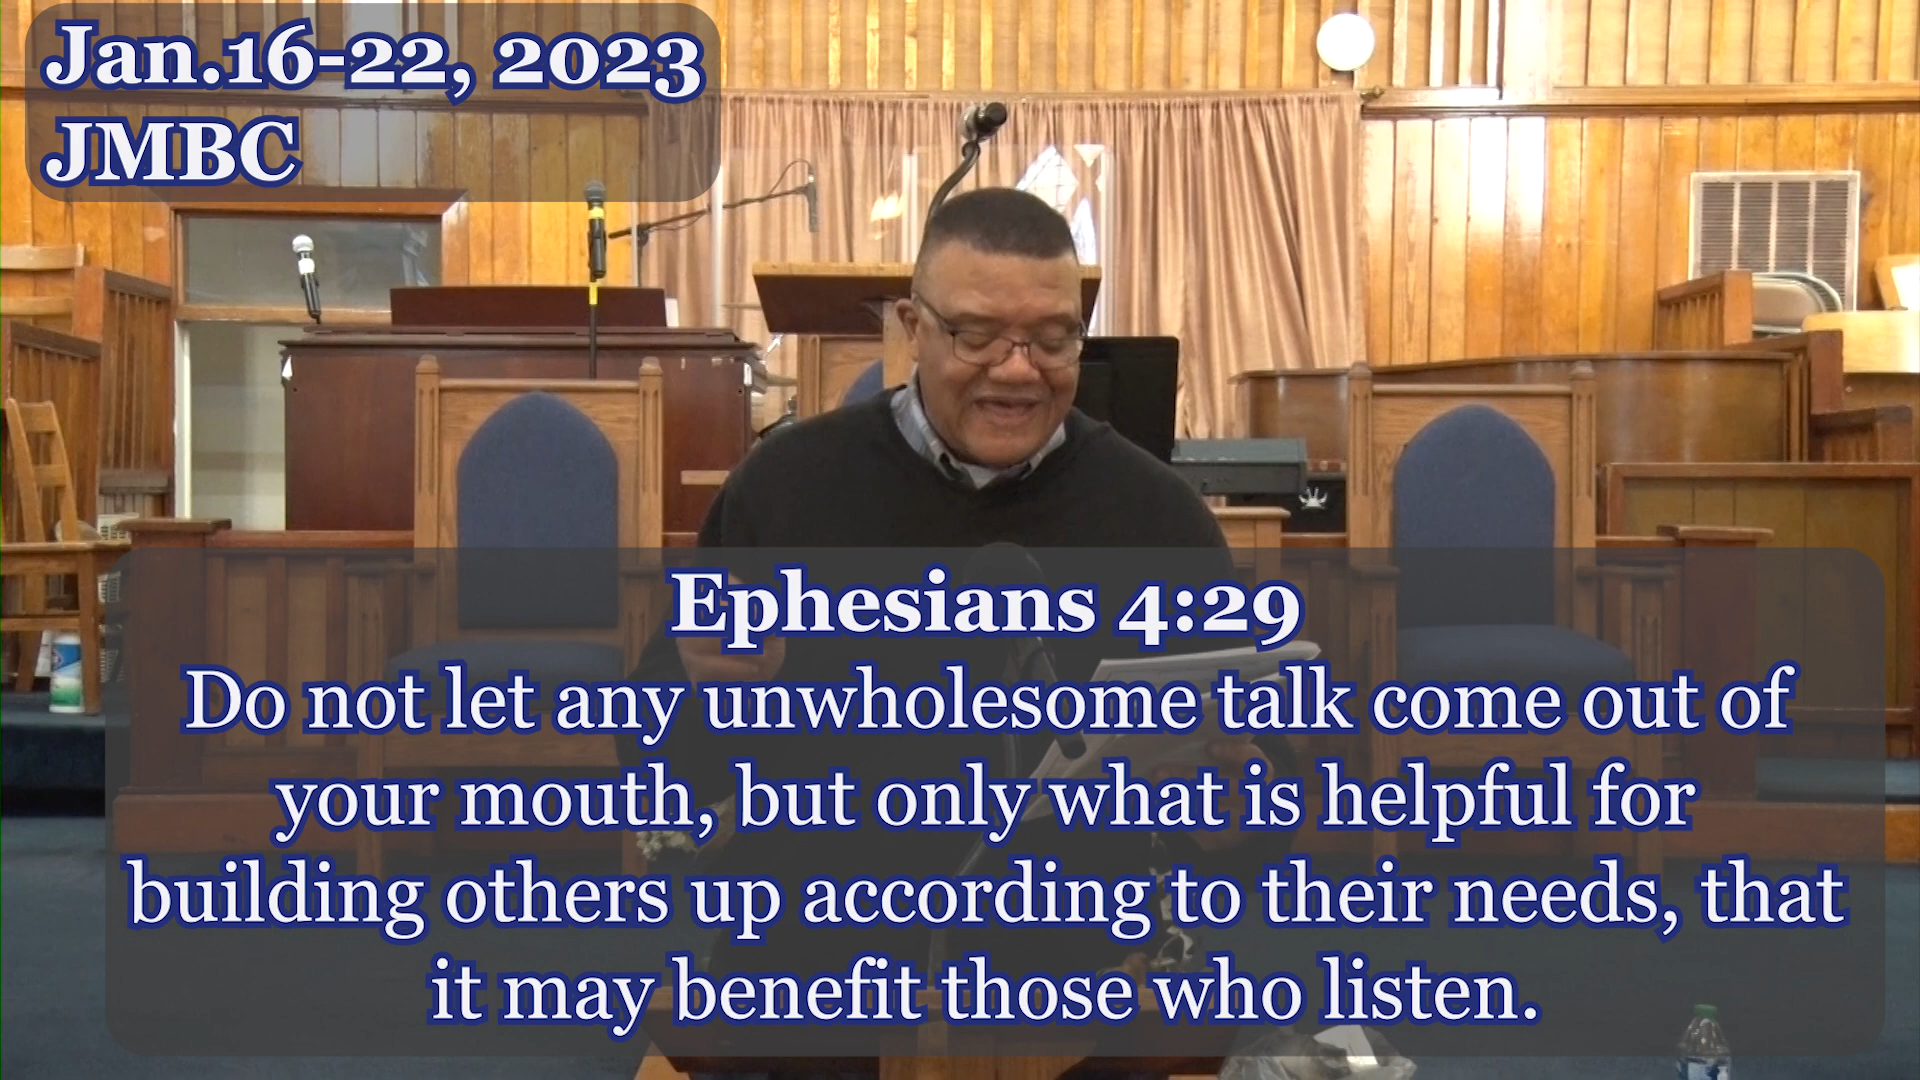 Jan.16-22, 2023
JMBC
Ephesians 4:29
Do not let any unwholesome talk come out of
your mouth, but only what is helpful for
building others up according to their needs, that
it may benefit those who listen.